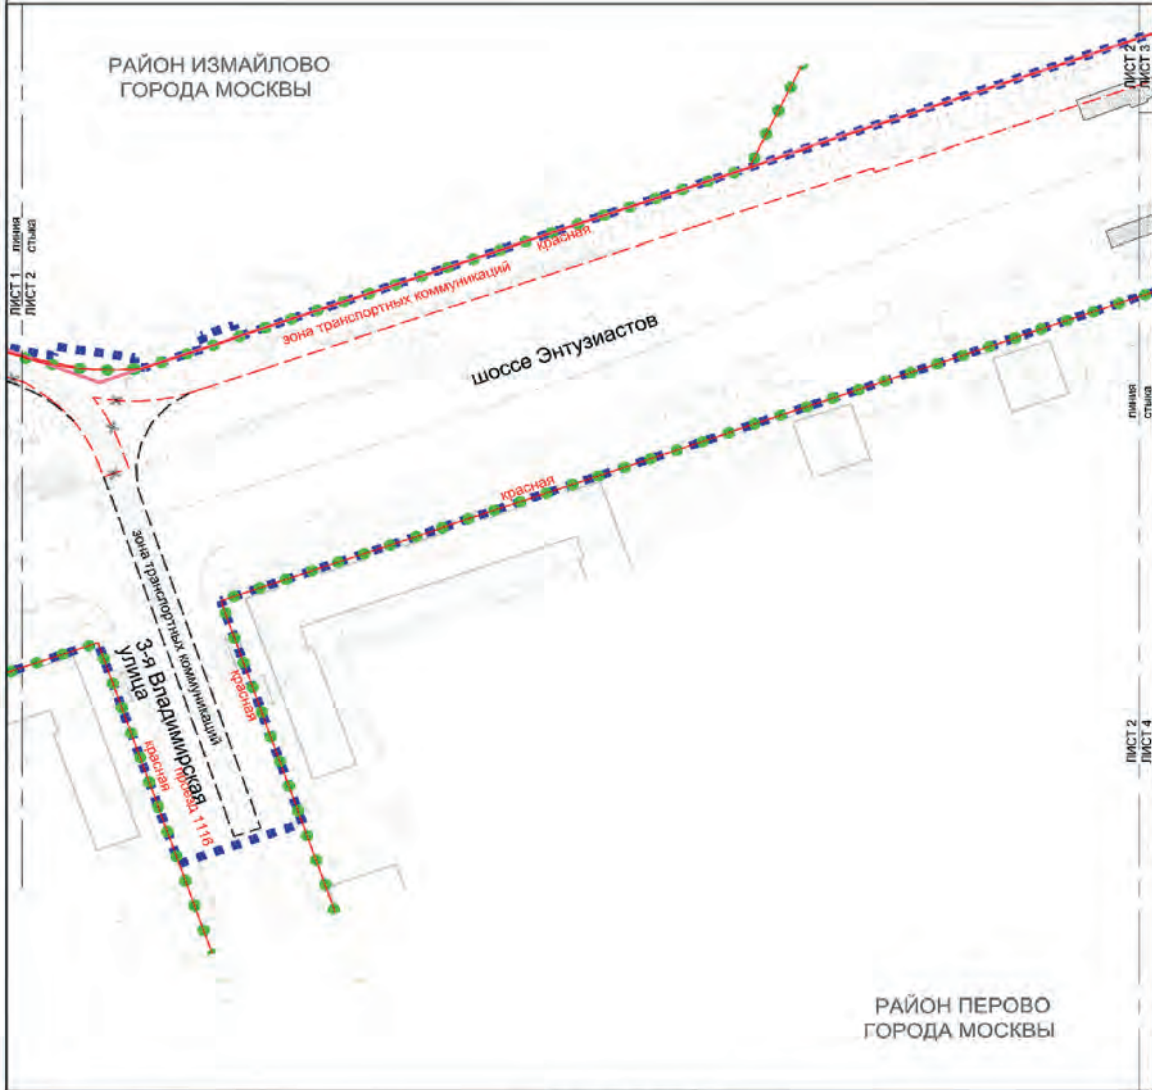 РАЙОН ИЗМАЙЛОВО
ГОРОДА МОСКВЫ
ЛИСТ 2
ЛИСТ 3
линия
стыка
ЛИСТ 1
ЛИСТ 2
красная
зона транспортных коммуникаций
шоссе Энтузиастов
линия
стыка
красная
зона транспортных коммуникаций
3-я Владимирская
улица
красная
красная
проезд 1116
ЛИСТ 2
ЛИСТ 4
РАЙОН ПЕРОВО
ГОРОДА МОСКВЫ